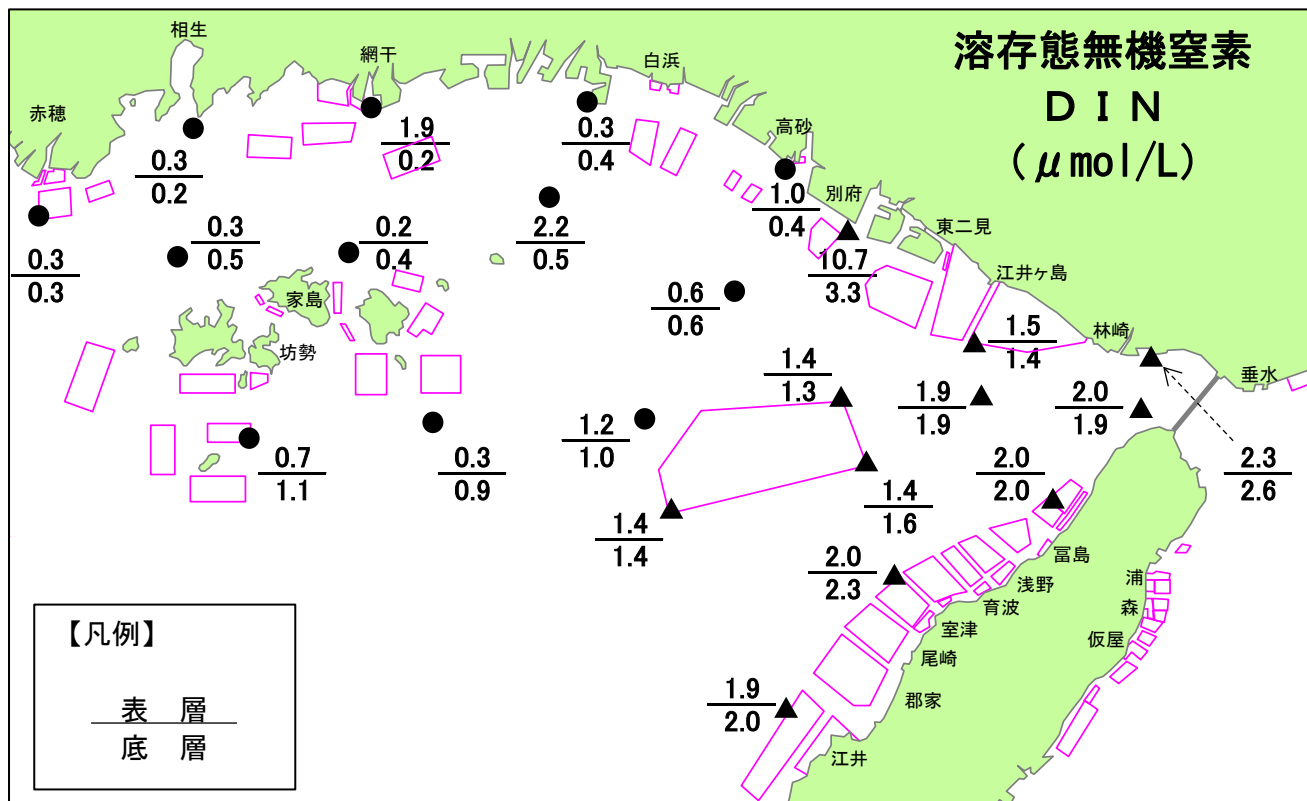 溶存態無機窒素
ＤＩＮ
(μmol/L)
相生
網干
白浜
赤穂
高砂
別府
東二見
江井ヶ島
林崎
垂水
家島
坊勢
0.3
0.2
1.9
0.2
0.3
0.4
1.0
0.4
0.3
0.3
0.3
0.5
0.2
0.4
2.2
0.5
10.7
3.3
0.6
0.6
1.5
1.4
1.4
1.3
1.9
1.9
2.0
1.9
2.3
2.6
0.7
1.1
0.3
0.9
1.2
1.0
1.4
1.6
2.0
2.0
1.4
1.4
2.0
2.3
1.9
2.0
冨島
浅野
育波
室津
尾崎
郡家
江井
浦
森
仮屋
【凡例】
表 層
底 層